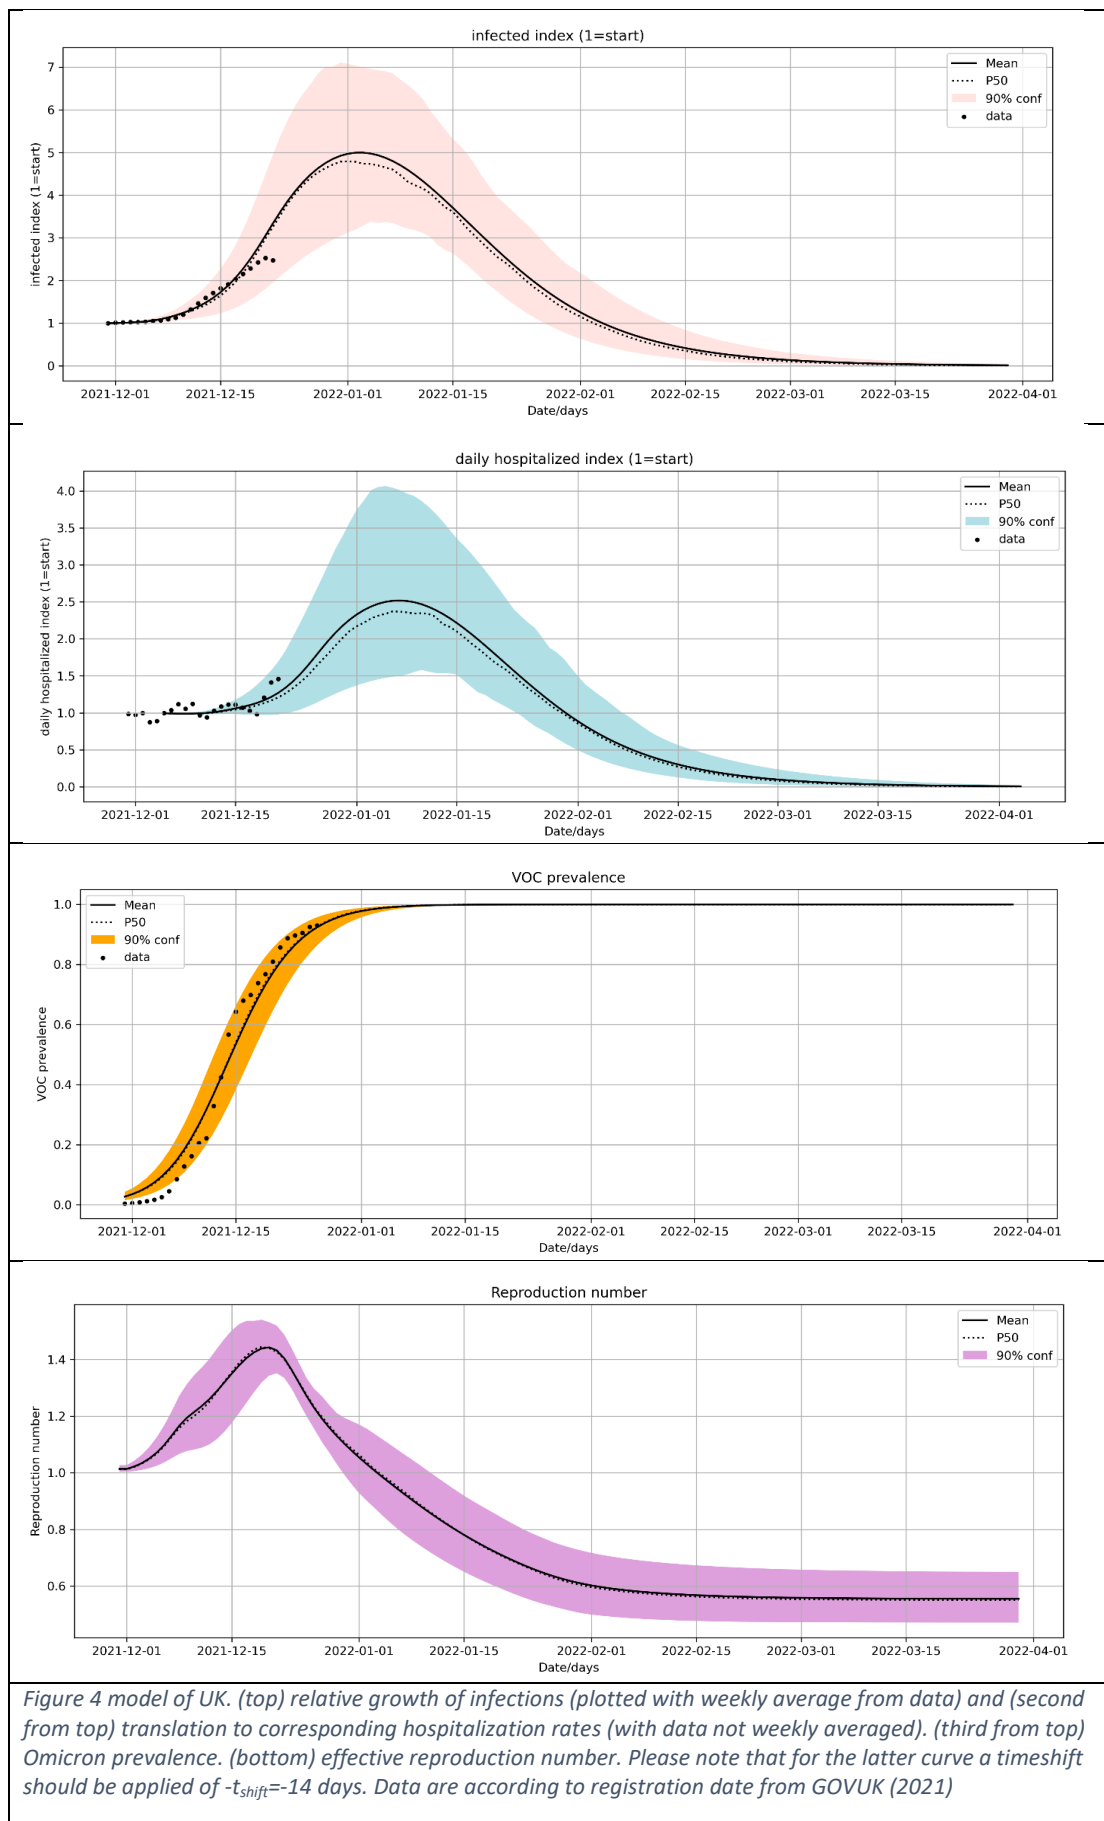 infected index (1=start)
7
6
5
4
3
2
1
0
infected index (1=start)
Mean
P50
90% conf
data
2021-12-01 2021-12-15 2022-01-01 2022-01-15 2022-02-01 2022-02-15 2022-03-01 2022-03-15 2022-04-01
Date/days
daily hospitalized index (1=start)
4.0
3.5
3.0
2.5
2.0
1.5
1.0
0.5
0.0
daily hospitalized index (1=start)
Mean
P50
90% conf
data
2021-12-01 2021-12-15 2022-01-01 2022-01-15 2022-02-01 2022-02-15 2022-03-01 2022-03-15 2022-04-01
Date/days
VOC prevalence
1.0
0.8
0.6
0.4
0.2
0.0
VOC prevalence
Mean
P50
90% conf
data
2021-12-01 2021-12-15 2022-01-01 2022-01-15 2022-02-01 2022-02-15 2022-03-01 2022-03-15 2022-04-01
Date/days
Reproduction number
1.4
1.2
1.0
0.8
0.6
Reproduction number
Mean
P50
90% conf
2021-12-01 2021-12-15 2022-01-01 2022-01-15 2022-02-01 2022-02-15 2022-03-01 2022-03-15 2022-04-01
Date/days
Figure 4 model of UK. (top) relative growth of infections (plotted with weekly average from data) and (second
from top) translation to corresponding hospitalization rates (with data not weekly averaged). (third from top)
Omicron prevalence. (bottom) effective reproduction number. Please note that for the latter curve a timeshift
should be applied of -tshift=-14 days. Data are according to registration date from GOVUK (2021)